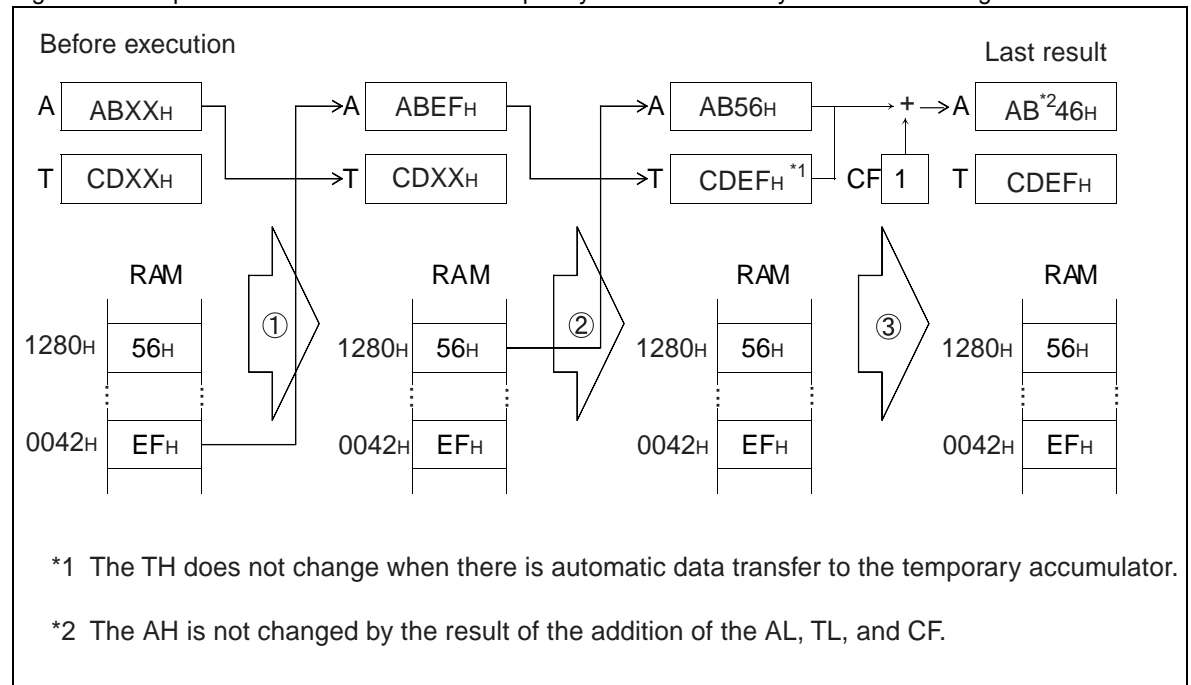 Before execution
Last result
A ABXXH A ABEFH A AB56H + A AB*246H
T CDXXH T CDXXH T CDEFH *1 CF 1 T CDEFH
RAM RAM RAM RAM
① ② ③
1280H 56H 1280H 56H 1280H 56H 1280H 56H
0042H EFH 0042H EFH 0042H EFH 0042H EFH
*1 The TH does not change when there is automatic data transfer to the temporary accumulator.
*2 The AH is not changed by the result of the addition of the AL, TL, and CF.